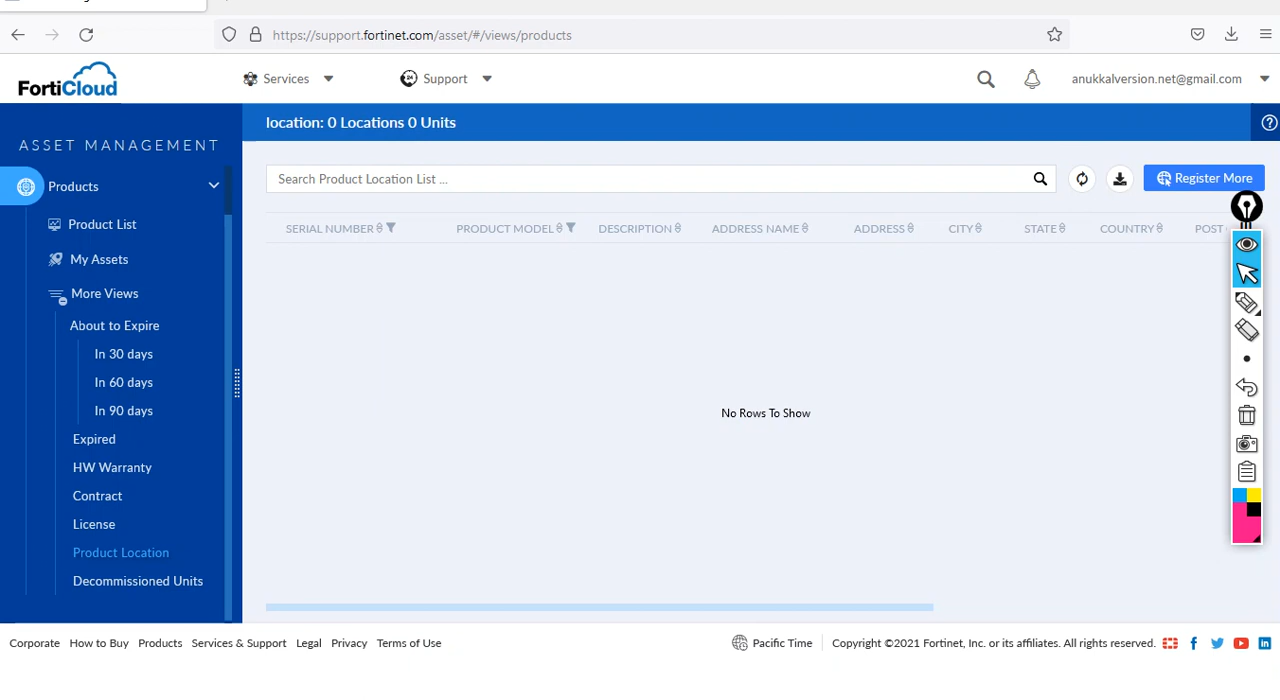 https://support.fortinet.com/asset/#/views/products
FortiCloud
Services
Support
24
anukkalversion.net@gmail.com
ASSET MANAGEMENT
location: 0 Locations 0 Units
?
Products
Search Product Location List ...
Register More
Product List
SERIAL NUMBER PRODUCT MODEL DESCRIPTION ADDRESS NAME ADDRESS CITY STATE COUNTRY POST
My Assets
More Views
About to Expire
In 30 days
In 60 days
In 90 days
No Rows To Show
Expired
HW Warranty
Contract
License
Product Location
Decommissioned Units
Corporate How to Buy Products Services & Support Legal Privacy Terms of Use Pacific Time Copyright ©2021 Fortinet, Inc. or its affiliates. All rights reserved.